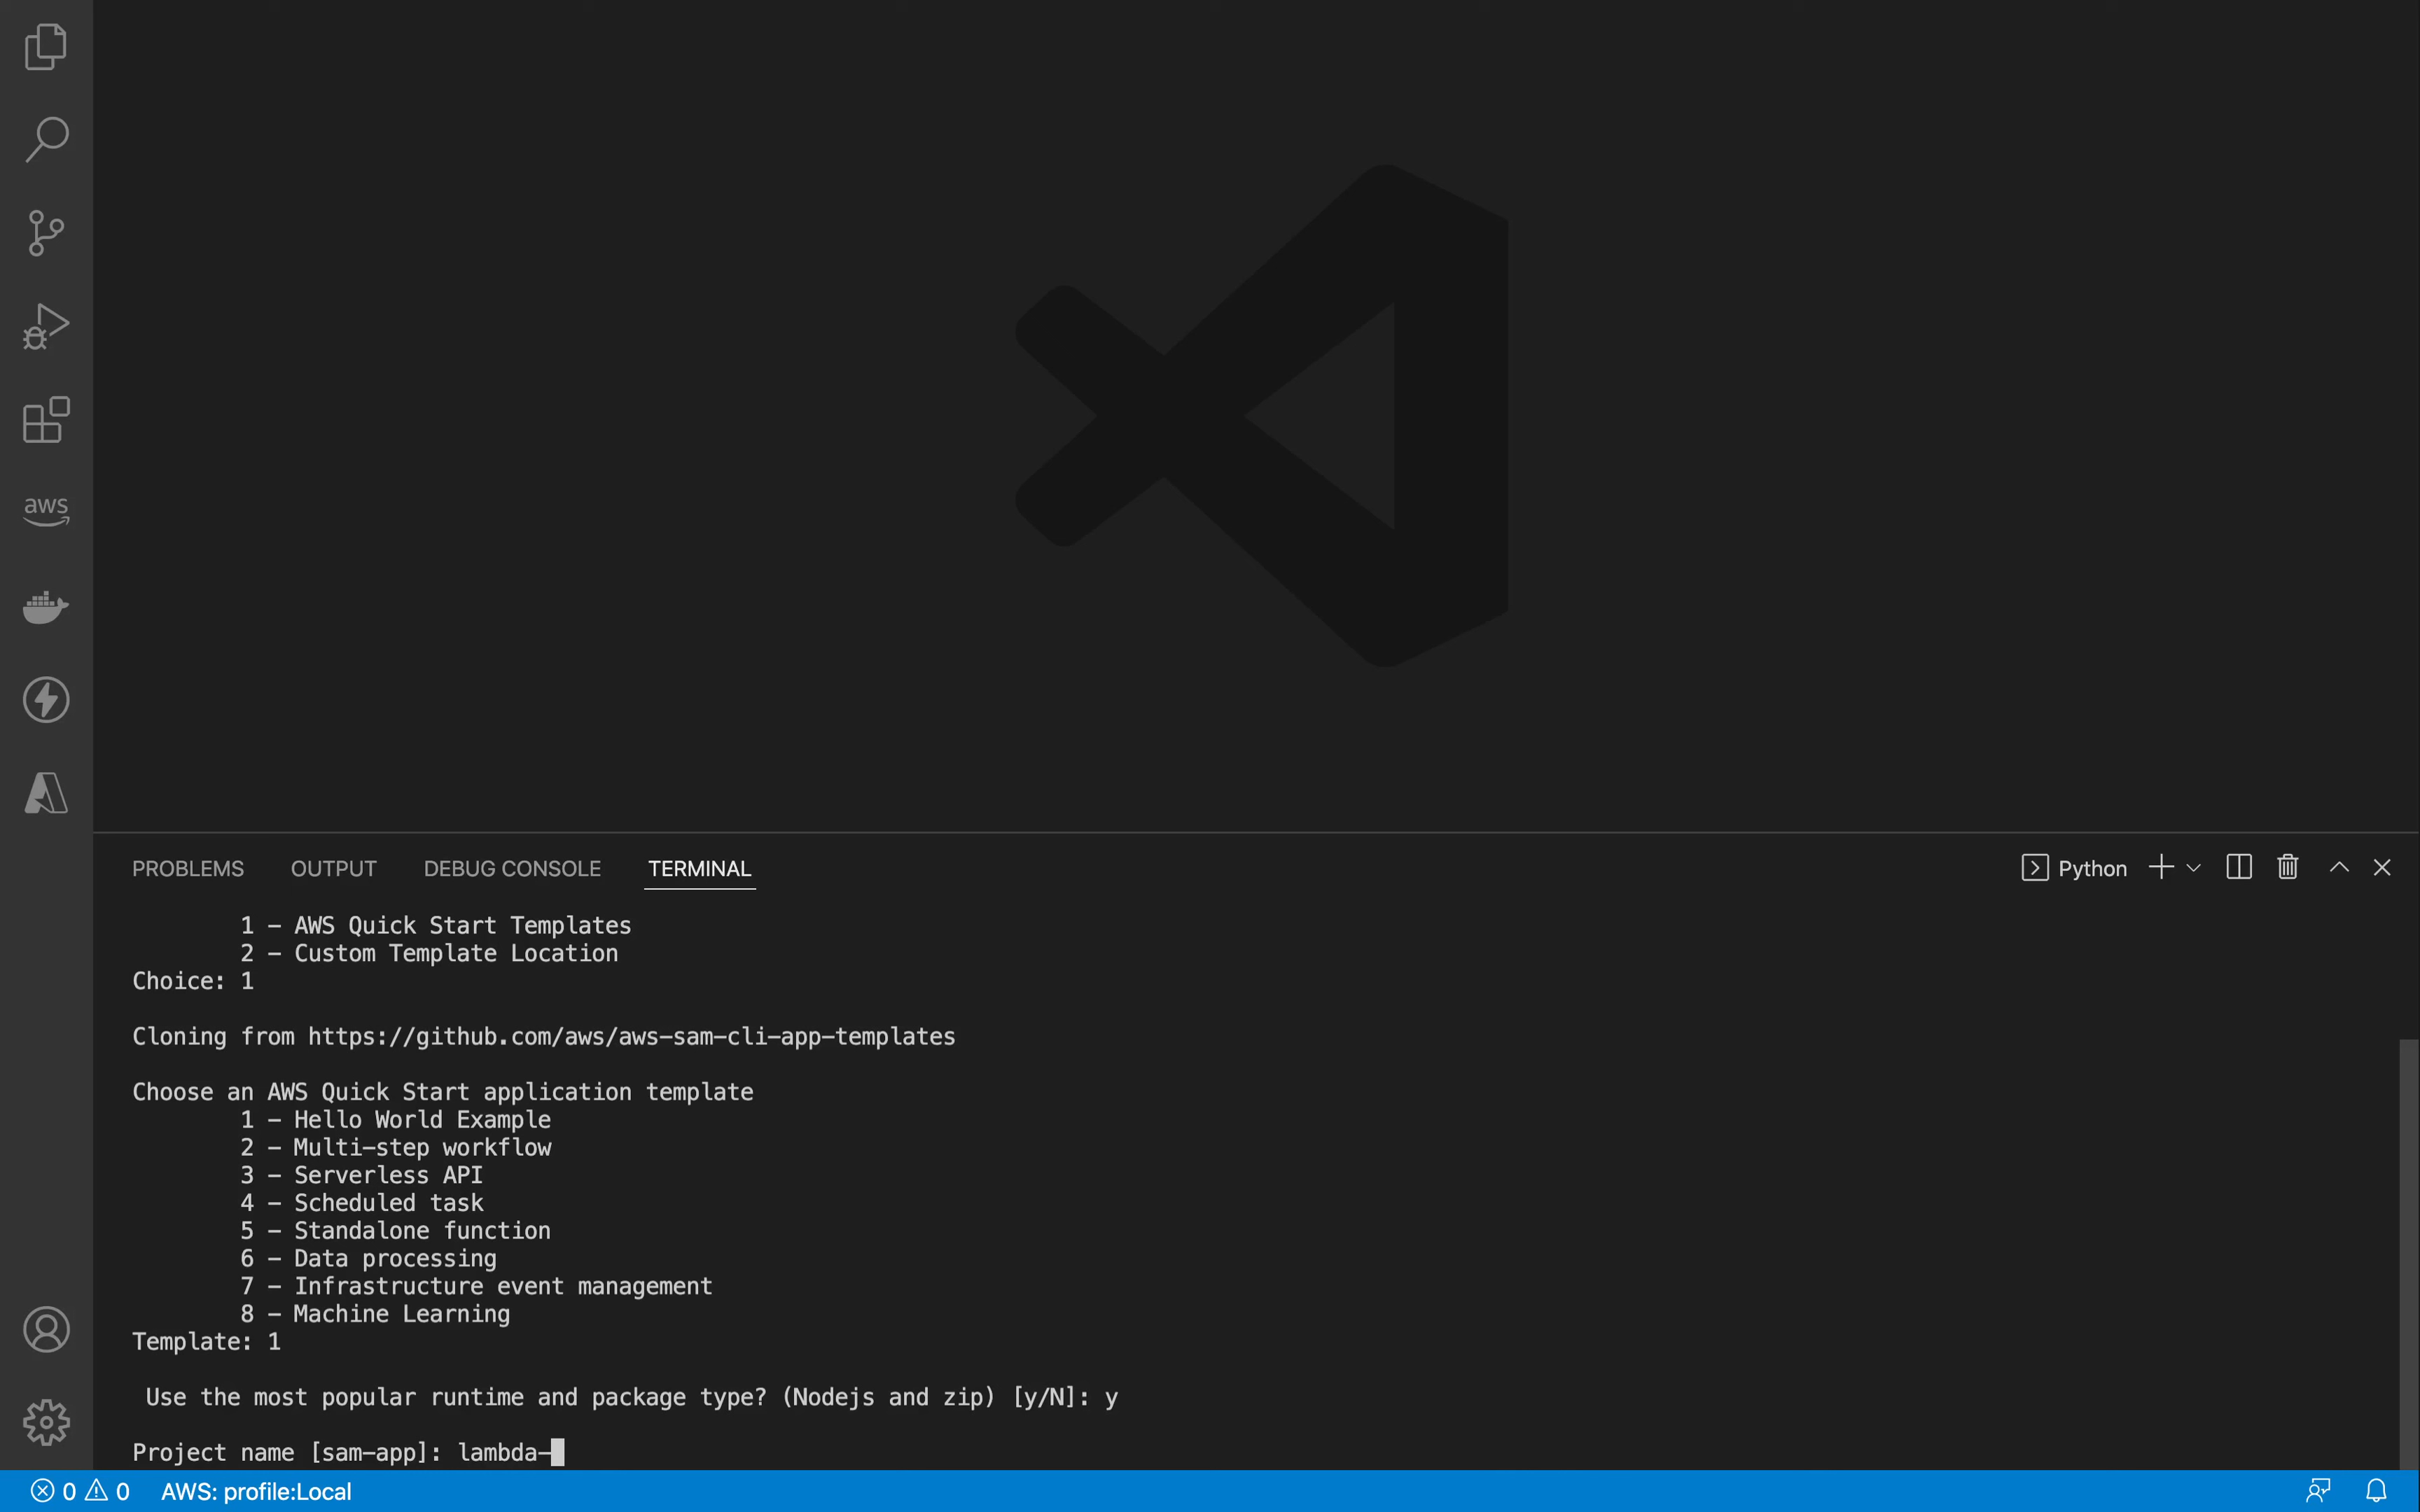 aws
PROBLEMS OUTPUT DEBUG CONSOLE TERMINAL
Python
1 - AWS Quick Start Templates
2 - Custom Template Location
Choice: 1
Cloning from https://github.com/aws/aws-sam-cli-app-templates
Choose an AWS Quick Start application template
1 - Hello World Example
2 - Multi-step workflow
3 - Serverless API
4 - Scheduled task
5 - Standalone function
6 - Data processing
7 - Infrastructure event management
8 - Machine Learning
Template: 1
Use the most popular runtime and package type? (Nodejs and zip) [y/N]: y
Project name [sam-app]: lambda-
0 0 AWS: profile:Local